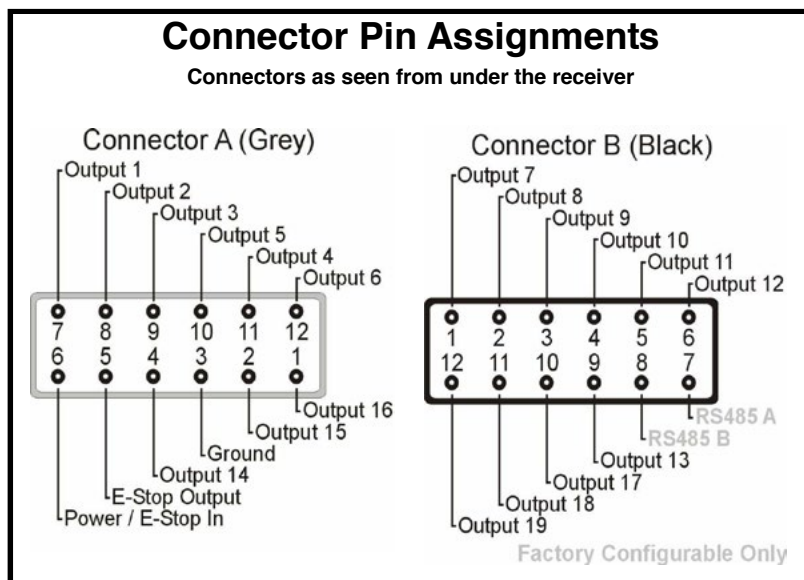 Connector Pin Assignments
Connectors as seen from under the receiver
Connector A (Grey)
Output 1
Output 2
Output 3
Output 5
Output 4
Output 6
7 8 9 10 11 12
6 5 4 3 2 1
Output 16
Output 15
Ground
Output 14
E-Stop Output
Power / E-Stop In
Connector B (Black)
Output 7
Output 8
Output 9
Output 10
Output 11
Output 12
1 2 3 4 5 6
12 11 10 9 8 7
RS485 A
RS485 B
Output 13
Output 17
Output 18
Output 19
Factory Configurable Only